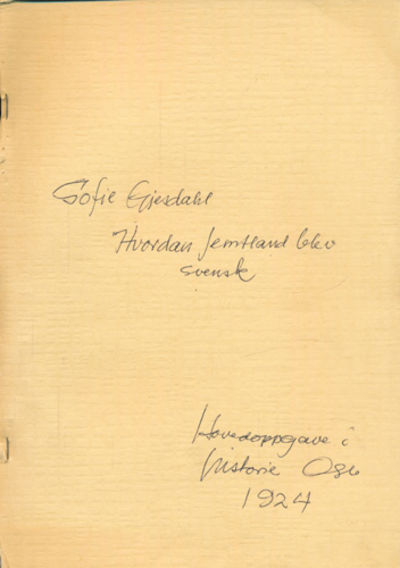 Sofie Gjesdahl
Hvordan Jemtland blev
svensk
Hovedoppgave i
historie Oslo
1924